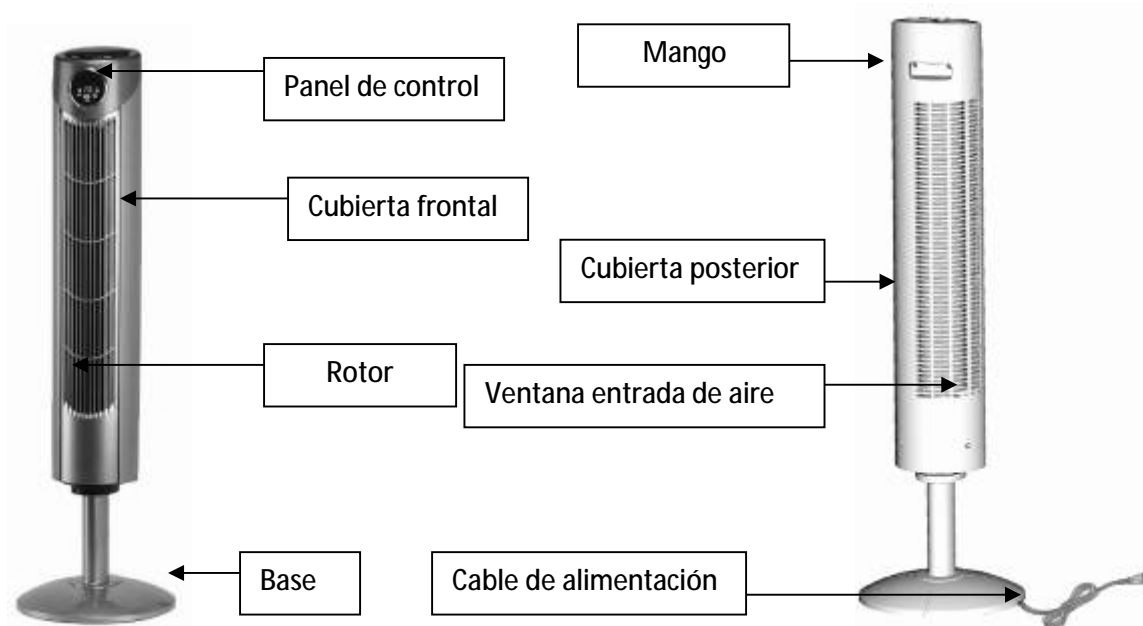 Mango
Panel de control
Cubierta frontal
Cubierta posterior
Rotor
Ventana entrada de aire
Base
Cable de alimentación